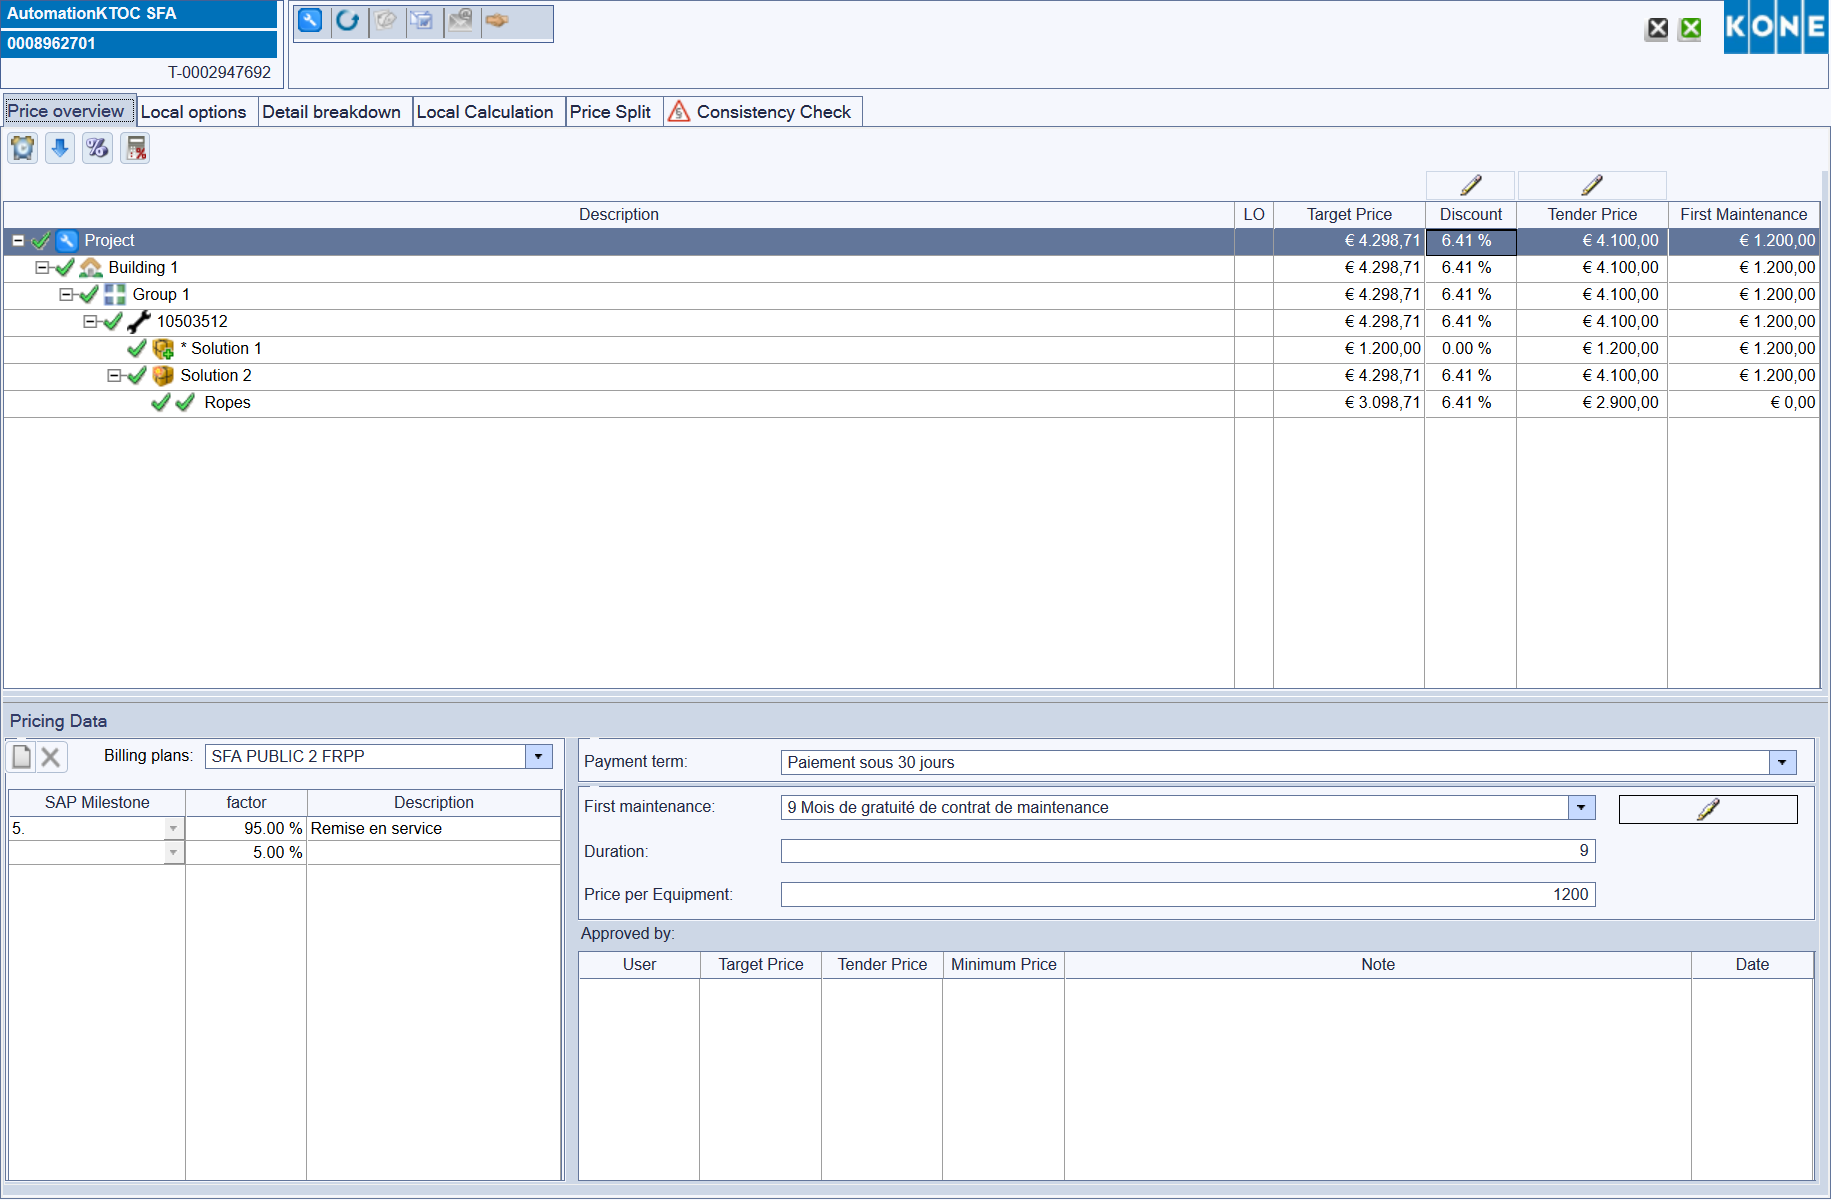 AutomationKTOC SFA
0008962701
T-0002947692
KONE
Price overview
Local options
Detail breakdown
Local Calculation
Price Split
Consistency Check
Description LO Target Price Discount Tender Price First Maintenance
Project € 4.298,71 6.41 % € 4.100,00 € 1.200,00
Building 1 € 4.298,71 6.41 % € 4.100,00 € 1.200,00
Group 1 € 4.298,71 6.41 % € 4.100,00 € 1.200,00
10503512 € 4.298,71 6.41 % € 4.100,00 € 1.200,00
* Solution 1 € 1.200,00 0.00 % € 1.200,00 € 1.200,00
Solution 2 € 4.298,71 6.41 % € 4.100,00 € 1.200,00
Ropes € 3.098,71 6.41 % € 2.900,00 € 0,00
Pricing Data
Billing plans: SFA PUBLIC 2 FRPP
SAP Milestone factor Description
5. 95.00 % Remise en service
5.00 %
Payment term: Paiement sous 30 jours
First maintenance: 9 Mois de gratuité de contrat de maintenance
Duration: 9
Price per Equipment: 1200
Approved by:
User Target Price Tender Price Minimum Price Note Date